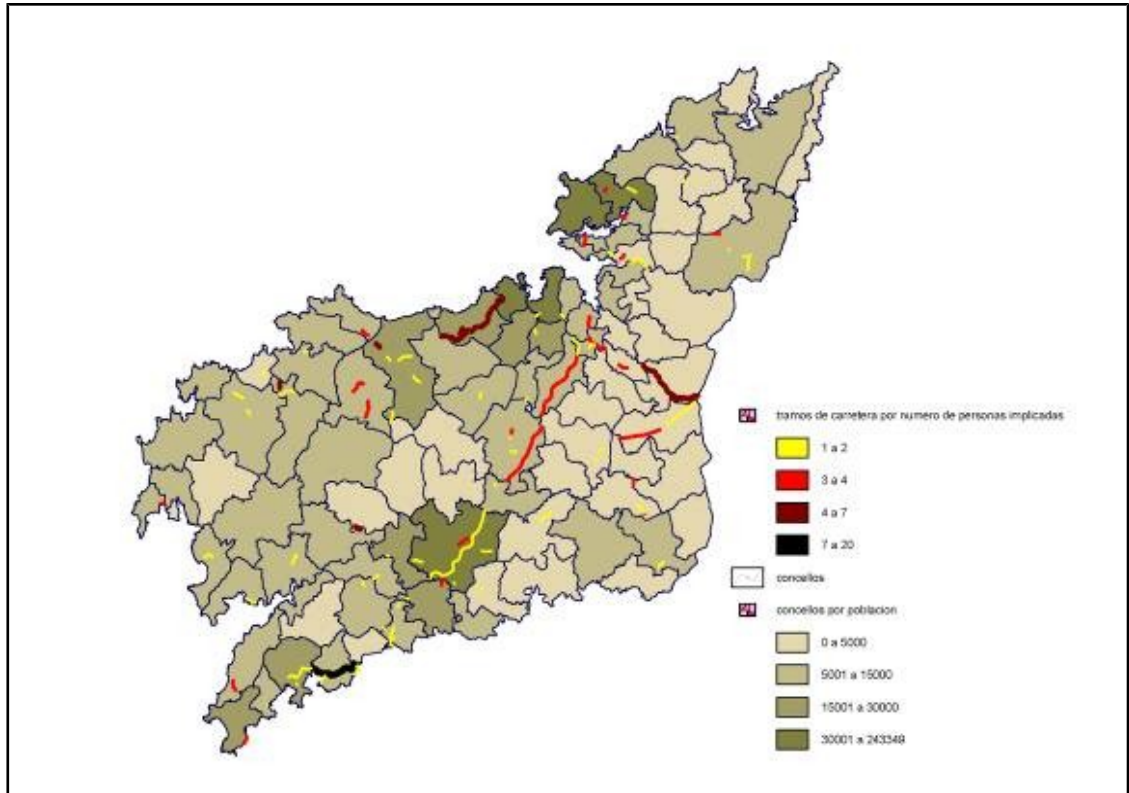 tramos de carretera por numero de personas implicadas
1 a 2
3 a 4
4 a 7
7 a 20
concellos
concellos por poblacion
0 a 5000
5001 a 15000
15001 a 30000
30001 a 243349